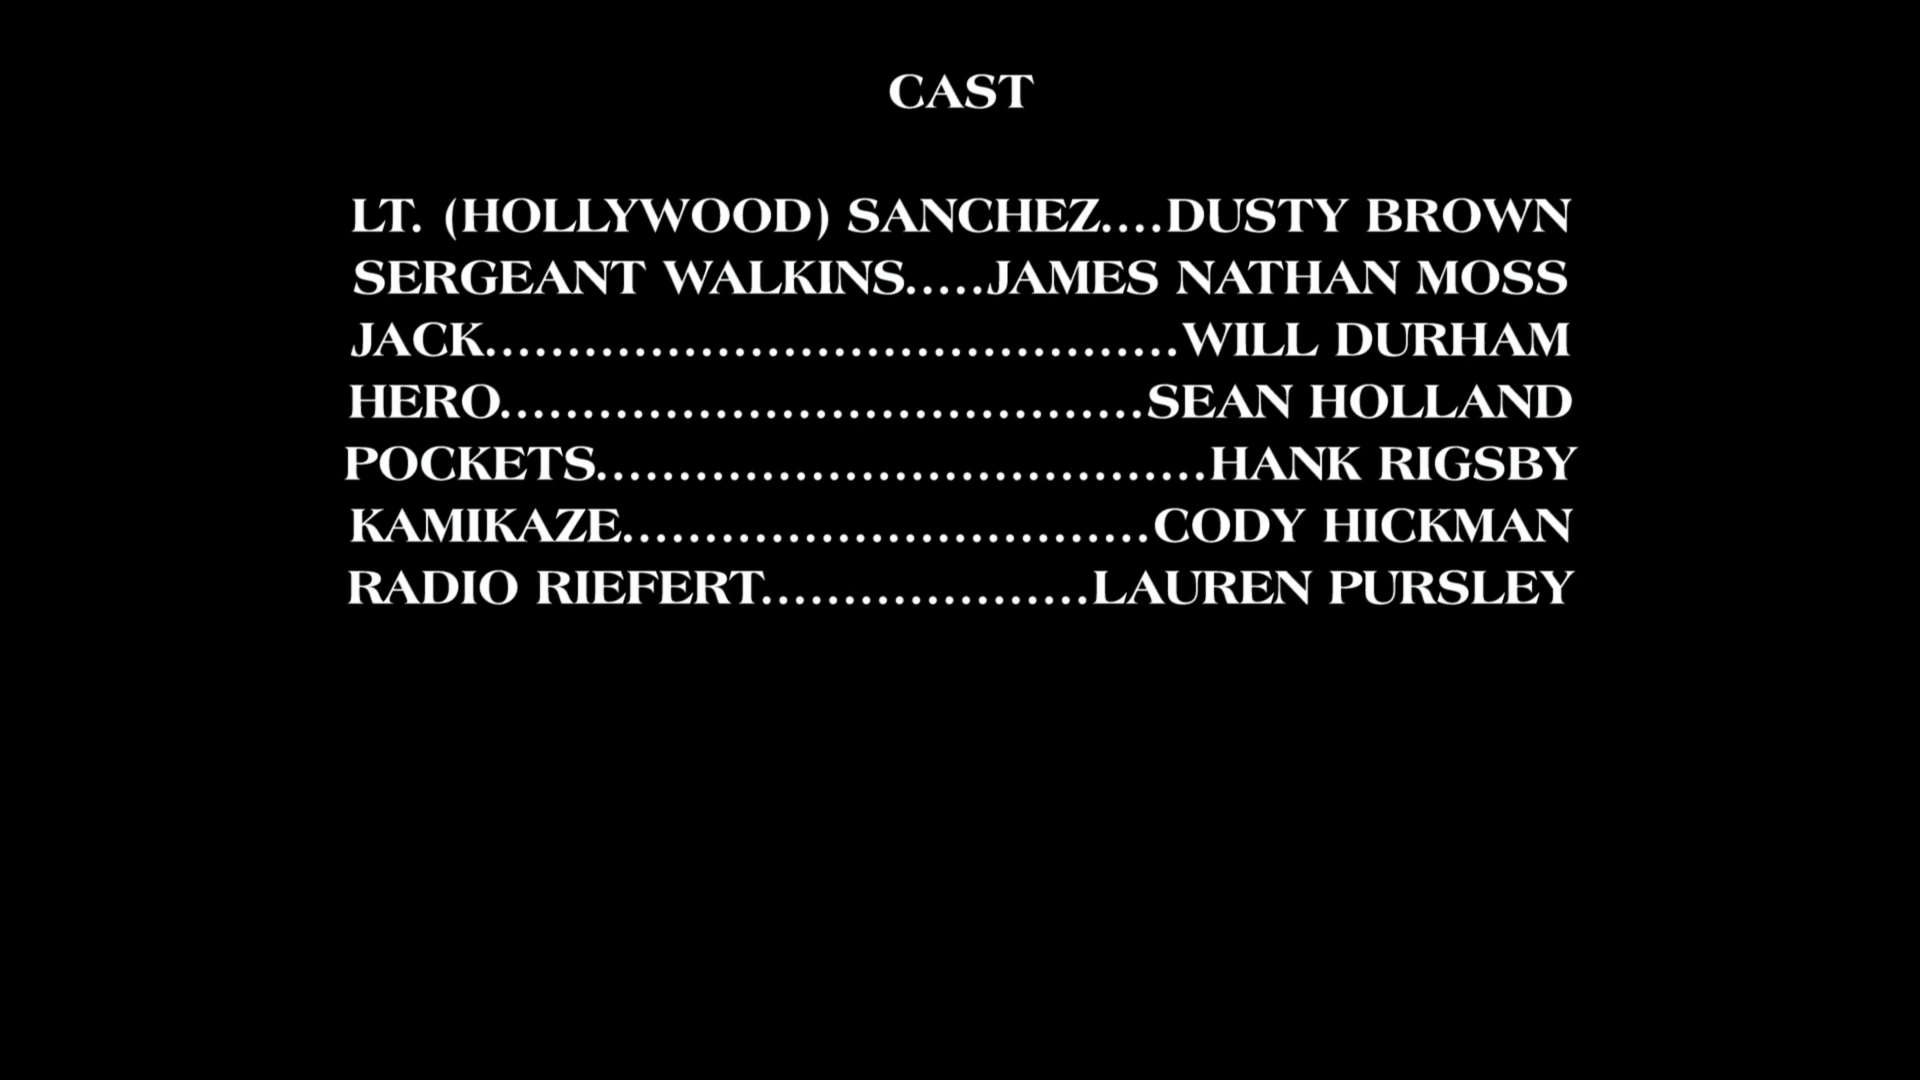 CAST
LT. (HOLLYWOOD) SANCHEZ....DUSTY BROWN
SERGEANT WALKINS.....JAMES NATHAN MOSS
JACK..........................................WILL DURHAM
HERO.......................................SEAN HOLLAND
POCKETS.....................................HANK RIGSBY
KAMIKAZE................................CODY HICKMAN
RADIO RIEFERT....................LAUREN PURSLEY